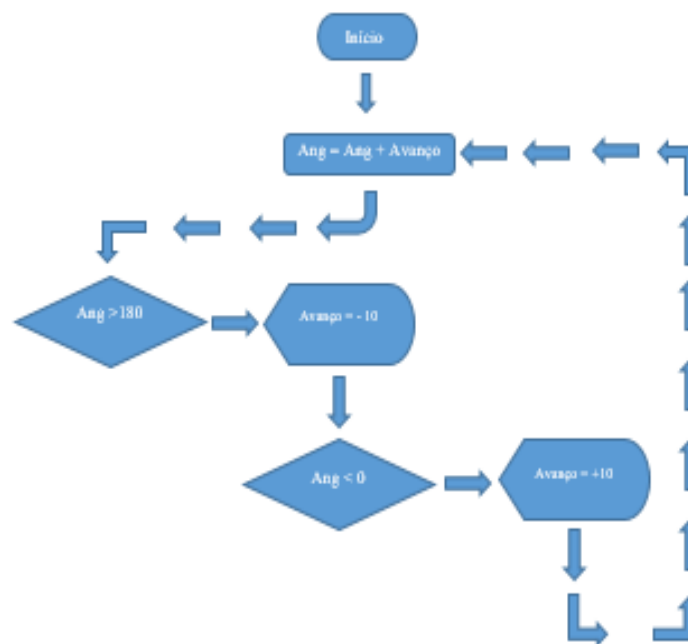 Início
Ang = Ang + Avanço
Ang >180
Avanço = - 10
Ang < 0
Avanço = +10